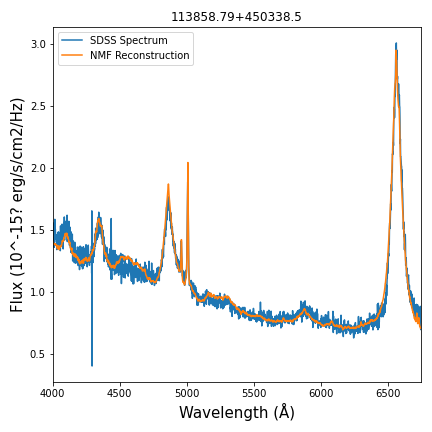 113858.79+450338.5
SDSS Spectrum
NMF Reconstruction
Flux (10^-15? erg/s/cm2/Hz)
3.0
2.5
2.0
1.5
1.0
0.5
4000 4500 5000 5500 6000 6500
Wavelength (Å)